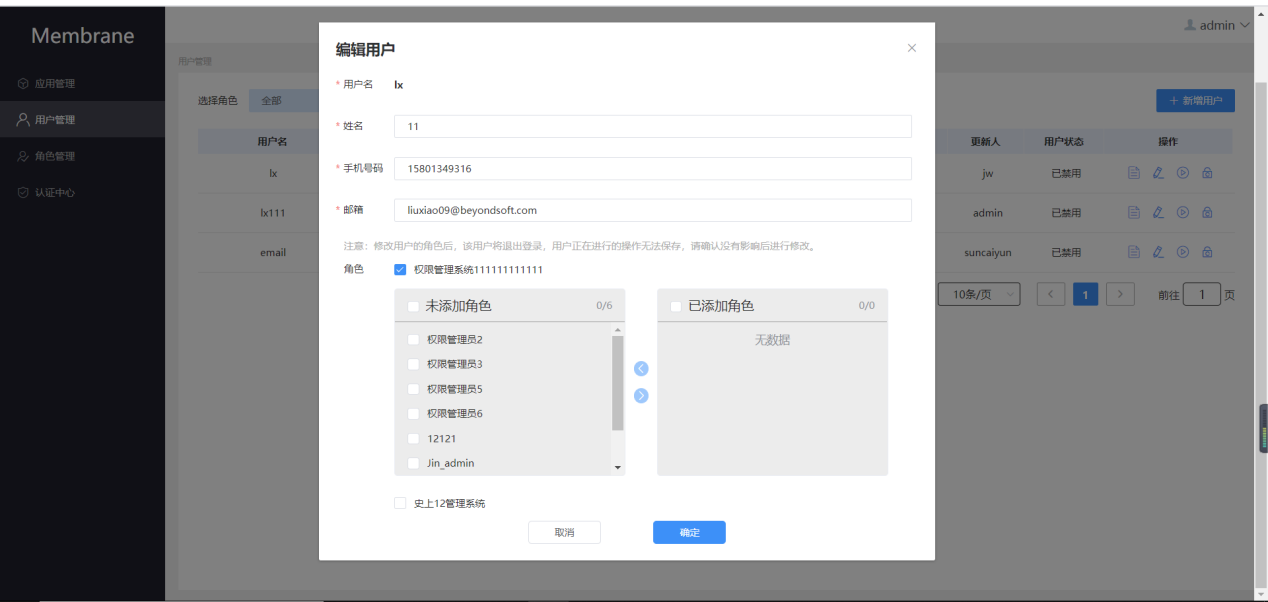 Membrane
admin
应用管理
用户管理
角色管理
认证中心
用户管理
选择角色 全部
+ 新增用户
用户名 更新人 用户状态 操作
lx jw 已禁用
lx111 admin 已禁用
email suncaiyun 已禁用
10条/页 1 前往 1 页
编辑用户
* 用户名 lx
* 姓名 11
* 手机号码 15801349316
* 邮箱 liuxiao09@beyondsoft.com
注意：修改用户的角色后，该用户将退出登录，用户正在进行的操作无法保存，请确认没有影响后进行修改。
角色 权限管理系统111111111111
未添加角色 0/6
权限管理员2
权限管理员3
权限管理员5
权限管理员6
12121
Jin_admin
已添加角色 0/0
无数据
史上12管理系统
取消 确定